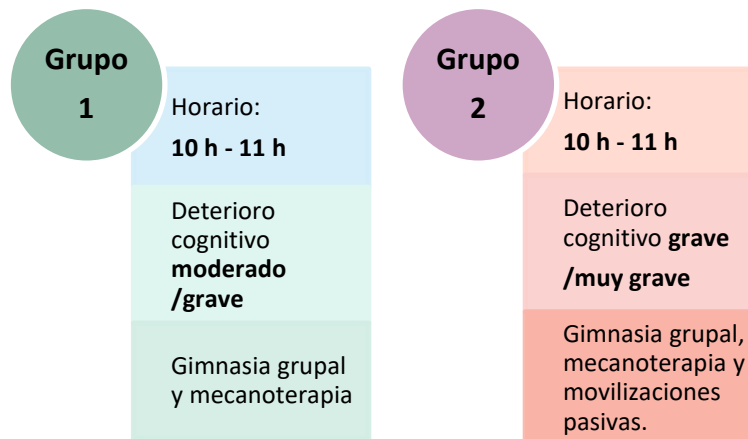 Grupo
1
Horario:
10 h - 11 h
Deterioro
cognitivo
moderado
/grave
Gimnasia grupal
y mecanoterapia
Grupo
2
Horario:
10 h - 11 h
Deterioro
cognitivo grave
/muy grave
Gimnasia grupal,
mecanoterapia y
movilizaciones
pasivas.